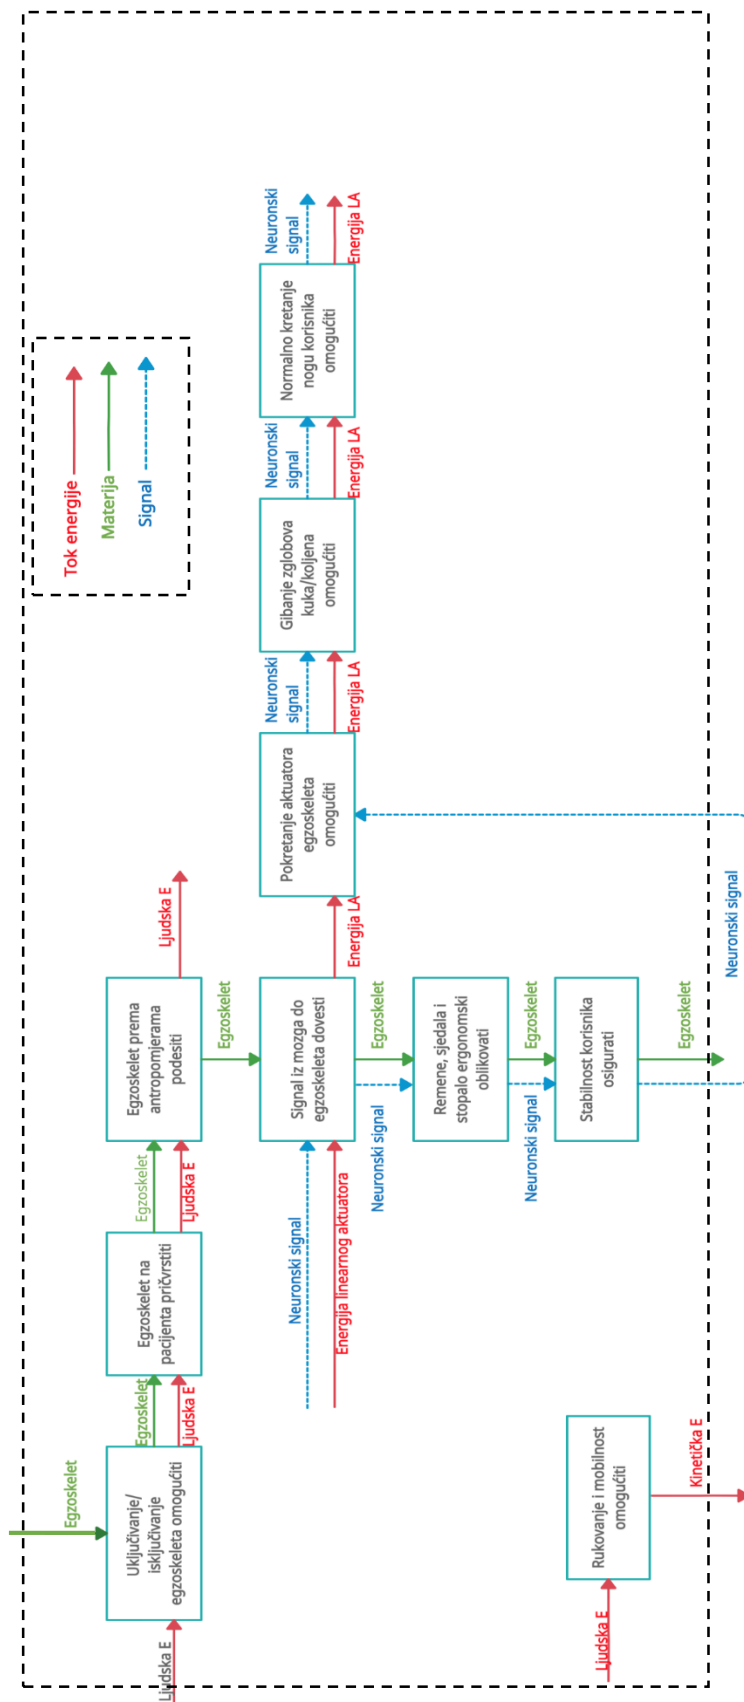 Tok energije
Materija
Signal
Egzoskelet
Ljudska E
Uključivanje/
isključivanje
egzoskeleta omogućiti
Egzoskelet
Ljudska E
Egzoskelet na
pacijenta pričvrstiti
Egzoskelet
Ljudska E
Egzoskelet prema
antropomjerama
podesiti
Ljudska E
Egzoskelet
Neuronski signal
Energija linearnog aktuatora
Signal iz mozga do
egzoskeleta dovesti
Energija LA
Pokretanje aktuatora
egzoskeleta
omogućiti
Neuronski
signal
Energija LA
Gibanje zglobova
kuka/koljena
omogućiti
Neuronski
signal
Energija LA
Normalno kretanje
nogu korisnika
omogućiti
Neuronski
signal
Energija LA
Neuronski signal
Egzoskelet
Remene, sjedala i
stopalo ergonomski
oblikovati
Neuronski signal
Egzoskelet
Stabilnost korisnika
osigurati
Egzoskelet
Neuronski signal
Ljudska E
Rukovanje i mobilnost
omogućiti
Kinetička E